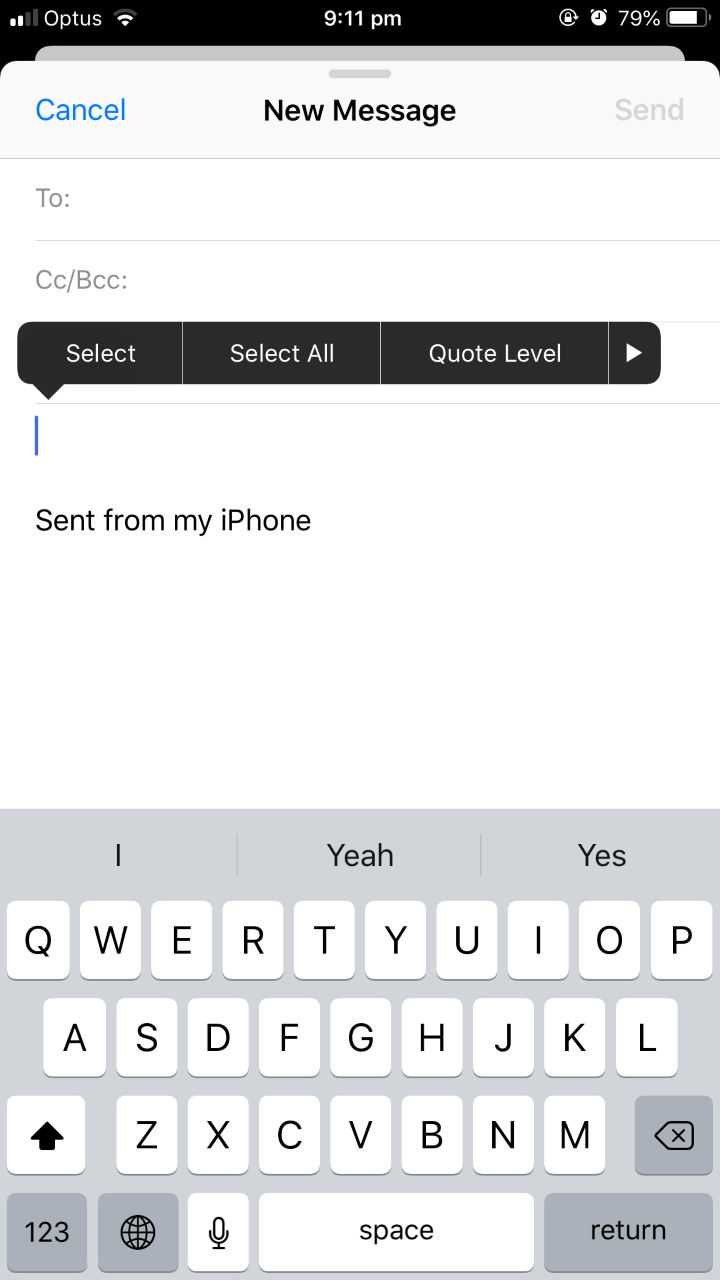 Optus 9:11 pm 79%
Cancel New Message Send
To:
Cc/Bcc:
Select Select All Quote Level
Sent from my iPhone
I Yeah Yes
Q W E R T Y U I O P
A S D F G H J K L
Z X C V B N M
123 space return